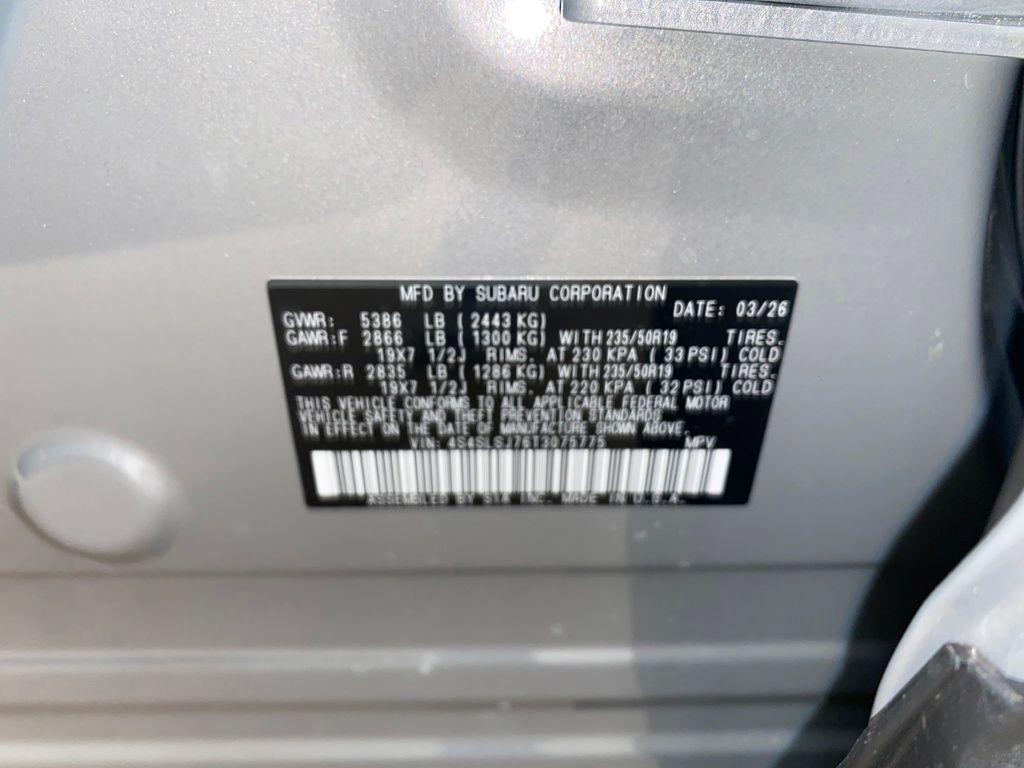 MFD BY SUBARU CORPORATION
DATE: 03/26
GVWR: 5386 LB ( 2443 KG)
GAWR:F 2866 LB ( 1300 KG) WITH 235/50R19 TIRES.
19X7 1/2J RIMS. AT 230 KPA ( 33 PSI) COLD
GAWR:R 2835 LB ( 1286 KG) WITH 235/50R19 TIRES.
19X7 1/2J RIMS. AT 220 KPA ( 32 PSI) COLD
THIS VEHICLE CONFORMS TO ALL APPLICABLE FEDERAL MOTOR
VEHICLE SAFETY AND THEFT PREVENTION STANDARDS
IN EFFECT ON THE DATE OF MANUFACTURE SHOWN ABOVE.
VIN: 4S4SLSJ76T3075775 MPV
ASSEMBLED BY SIA INC. MADE IN U.S.A.